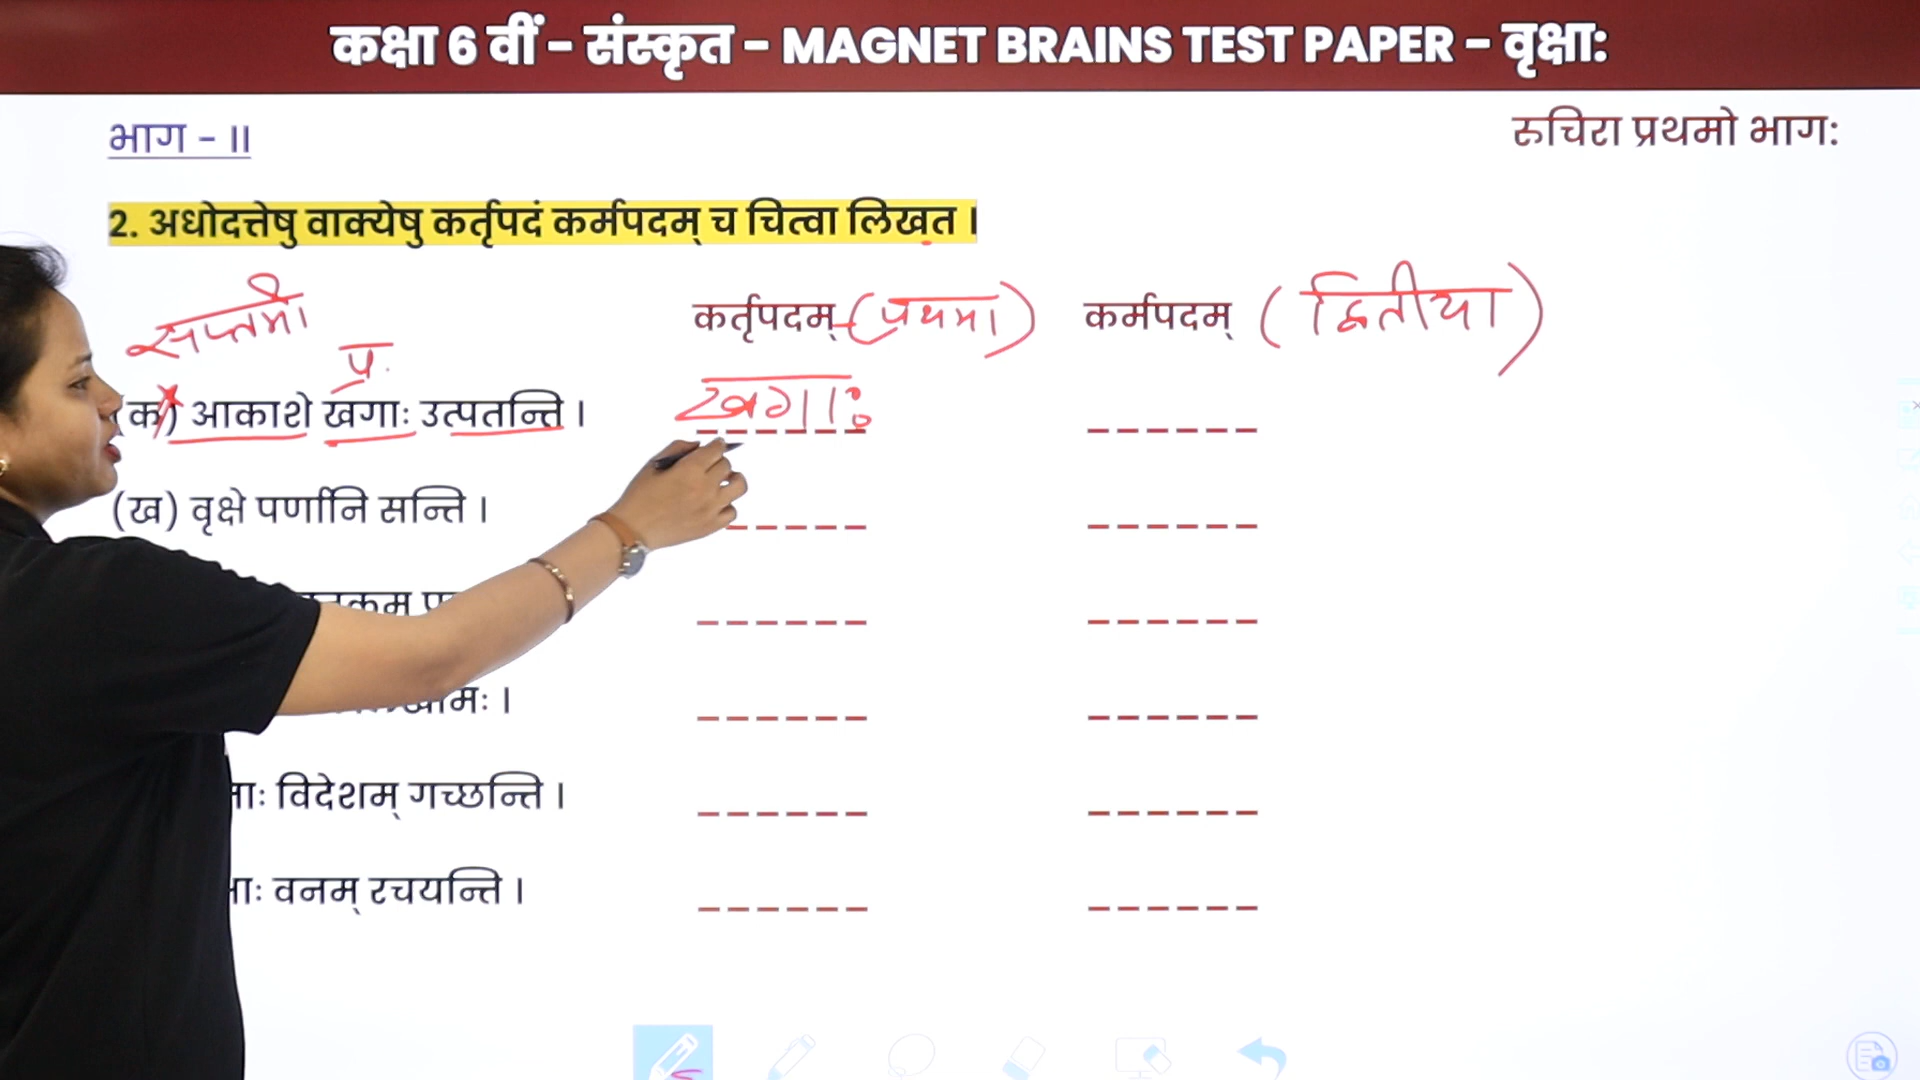 कक्षा 6 वीं – संस्कृत – MAGNET BRAINS TEST PAPER – वृक्षा:
भाग - II
रुचिरा प्रथमो भाग:
2. अधोदत्तेषु वाक्येषु कर्तृपदं कर्मपदम् च चित्वा लिखत ।
सप्तमी
कर्तृपदम् - (प्रथमा)
कर्मपदम् (द्वितीया)
प्र.
(क) आकाशे खगाः उत्पतन्ति ।
खगाः
(ख) वृक्षे पर्णानि सन्ति ।
विदेशम् गच्छन्ति ।
वनम् रचयन्ति ।